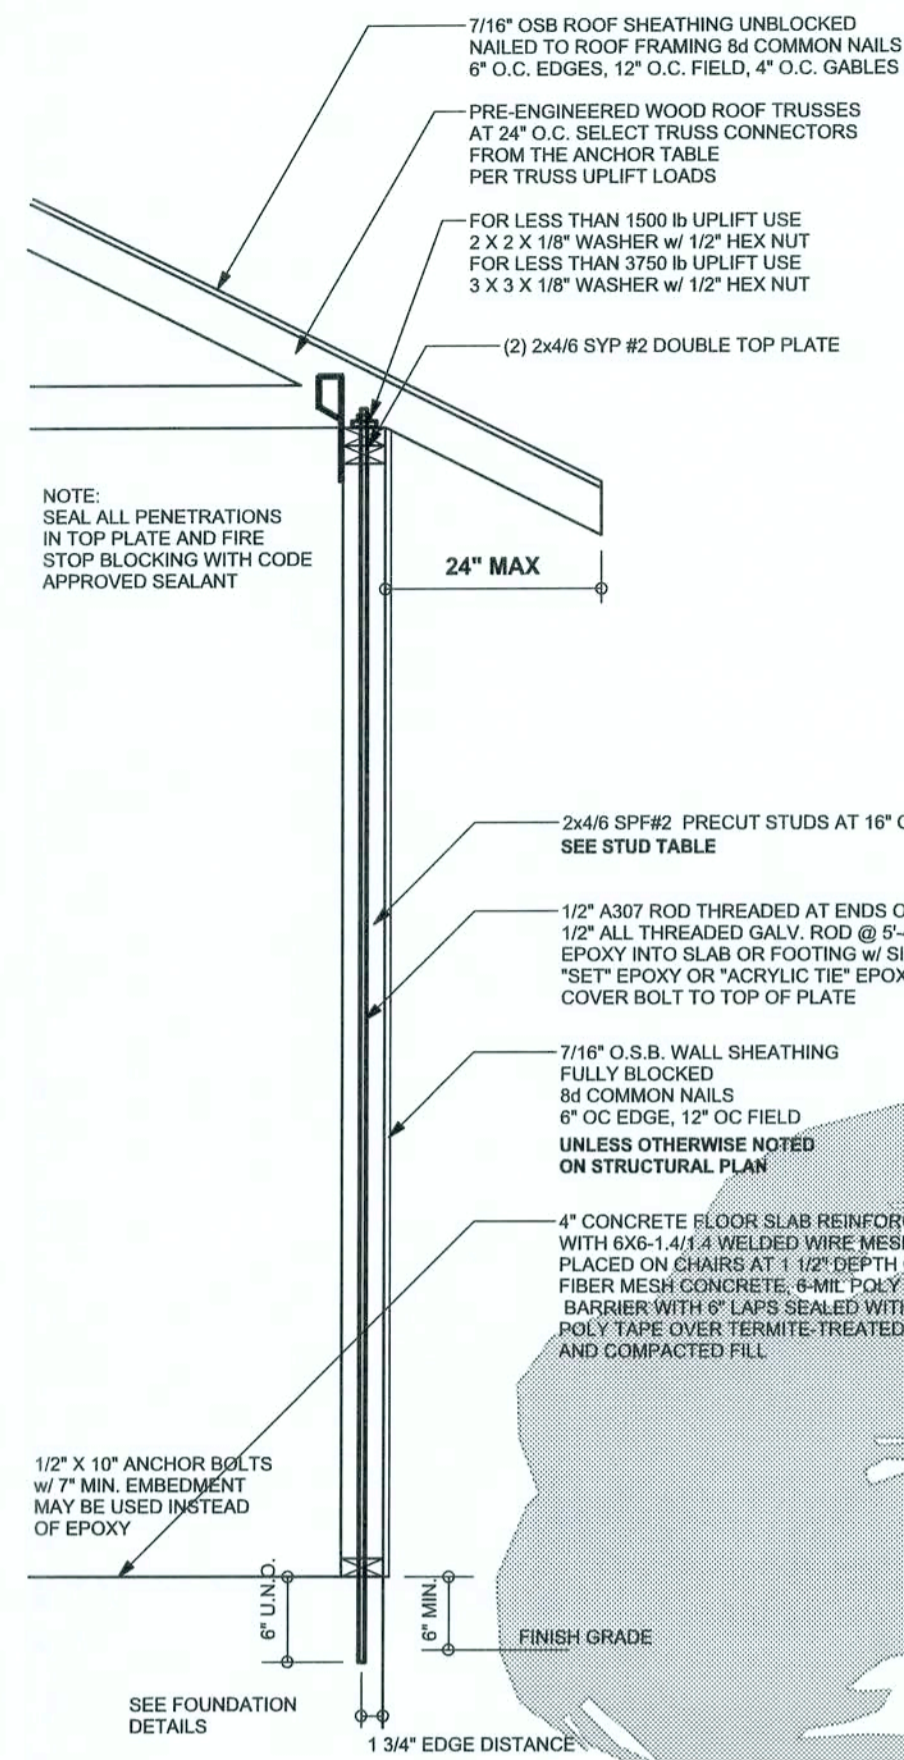 7/16" OSB ROOF SHEATHING UNBLOCKED
NAILED TO ROOF FRAMING 8d COMMON NAILS
6" O.C. EDGES, 12" O.C. FIELD, 4" O.C. GABLES
PRE-ENGINEERED WOOD ROOF TRUSSES
AT 24" O.C. SELECT TRUSS CONNECTORS
FROM THE ANCHOR TABLE
PER TRUSS UPLIFT LOADS
FOR LESS THAN 1500 lb UPLIFT USE
2 X 2 X 1/8" WASHER w/ 1/2" HEX NUT
FOR LESS THAN 3750 lb UPLIFT USE
3 X 3 X 1/8" WASHER w/ 1/2" HEX NUT
(2) 2x4/6 SYP #2 DOUBLE TOP PLATE
NOTE:
SEAL ALL PENETRATIONS
IN TOP PLATE AND FIRE
STOP BLOCKING WITH CODE
APPROVED SEALANT
24" MAX
2x4/6 SPF#2 PRECUT STUDS AT 16"
SEE STUD TABLE
1/2" A307 ROD THREADED AT ENDS
1/2" ALL THREADED GALV. ROD @ 5'-
EPOXY INTO SLAB OR FOOTING w/
"SET" EPOXY OR "ACRYLIC TIE"
COVER BOLT TO TOP OF PLATE
7/16" O.S.B. WALL SHEATHING
FULLY BLOCKED
8d COMMON NAILS
6" OC EDGE, 12" OC FIELD
UNLESS OTHERWISE NOTED
ON STRUCTURAL PLAN
4" CONCRETE FLOOR SLAB
WITH 6X6-1.4/1.4 WELDED WIRE
PLACED ON CHAIRS AT 1 1/2" DEPTH
FIBER MESH CONCRETE, 6-MIL POLY
BARRIER WITH 6" LAPS SEALED WITH
POLY TAPE OVER TERMITE-TREATED
AND COMPACTED FILL
1/2" X 10" ANCHOR BOLTS
w/ 7" MIN. EMBEDMENT
MAY BE USED INSTEAD
OF EPOXY
6" U.N.O.
6" MIN.
FINISH GRADE
SEE FOUNDATION
DETAILS
1 3/4" EDGE DISTANCE